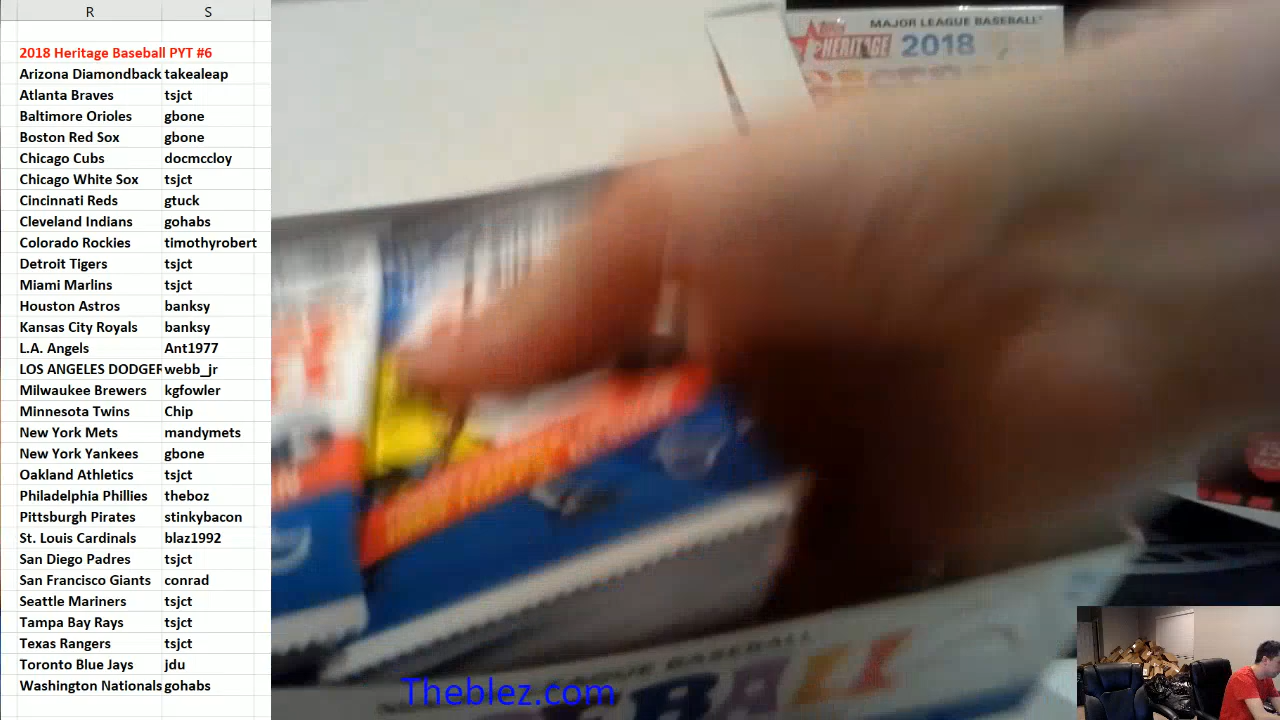 R S
2018 Heritage Baseball PYT #6
Arizona Diamondback takealeap
Atlanta Braves tsjct
Baltimore Orioles gbone
Boston Red Sox gbone
Chicago Cubs docmccloy
Chicago White Sox tsjct
Cincinnati Reds gtuck
Cleveland Indians gohabs
Colorado Rockies timothyrobert
Detroit Tigers tsjct
Miami Marlins tsjct
Houston Astros banksy
Kansas City Royals banksy
L.A. Angels Ant1977
LOS ANGELES DODGER webb_jr
Milwaukee Brewers kgfowler
Minnesota Twins Chip
New York Mets mandymets
New York Yankees gbone
Oakland Athletics tsjct
Philadelphia Phillies theboz
Pittsburgh Pirates stinkybacon
St. Louis Cardinals blaz1992
San Diego Padres tsjct
San Francisco Giants conrad
Seattle Mariners tsjct
Tampa Bay Rays tsjct
Texas Rangers tsjct
Toronto Blue Jays jdu
Washington Nationals gohabs
MAJOR LEAGUE BASEBALL
HERITAGE 2018
LEAGUE BASEBALL
Theblez.com